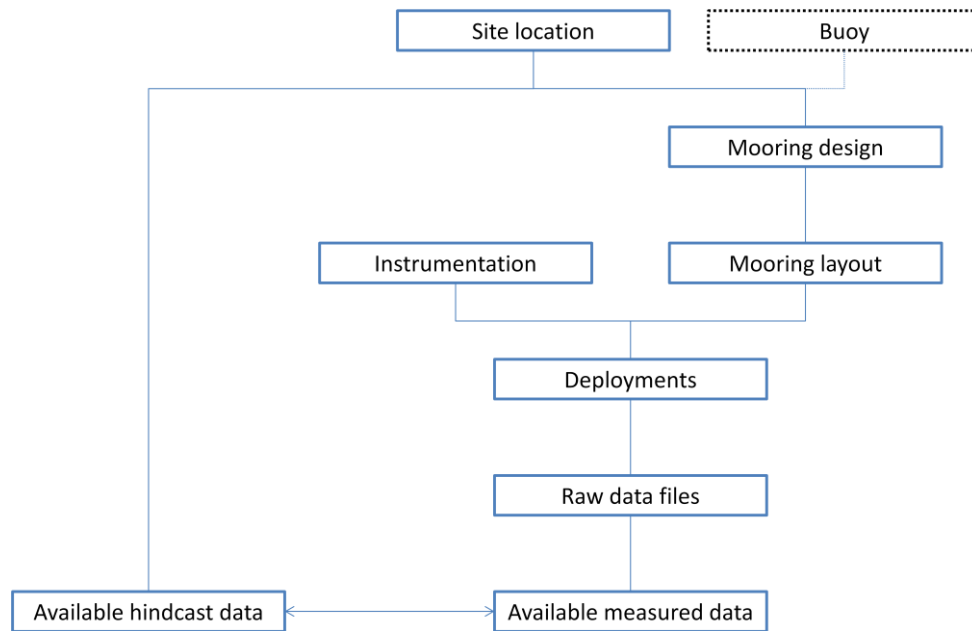 Site location
Buoy
Mooring design
Instrumentation
Mooring layout
Deployments
Raw data files
Available hindcast data
Available measured data